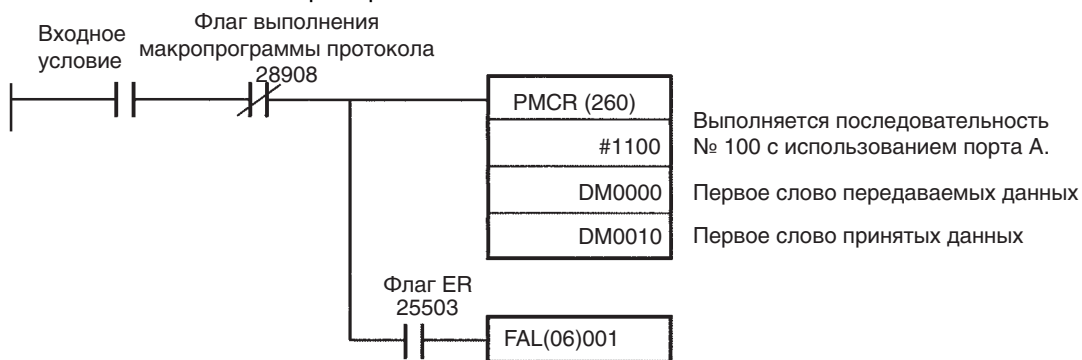 Флаг выполнения
макропрограммы протокола
28908
Входное
условие
PMCR (260)
#1100
DM0000
DM0010
Выполняется последовательность
№ 100 с использованием порта A.
Первое слово передаваемых данных
Первое слово принятых данных
Флаг ER
25503
FAL(06)001